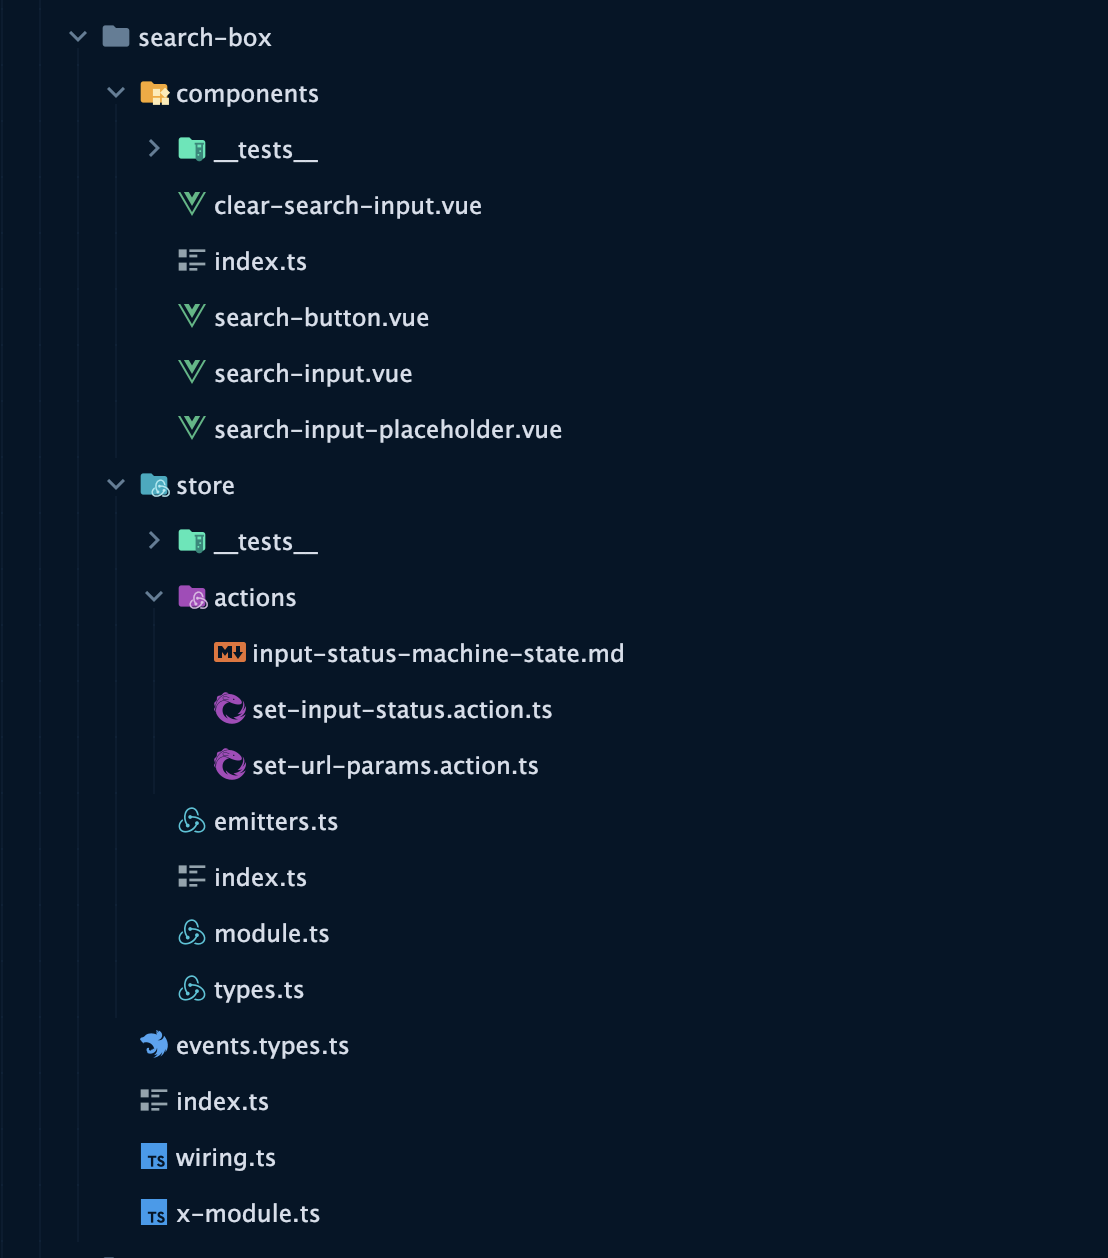 search-box
components
__tests__
clear-search-input.vue
index.ts
search-button.vue
search-input.vue
search-input-placeholder.vue
store
__tests__
actions
M↓ input-status-machine-state.md
set-input-status.action.ts
set-url-params.action.ts
emitters.ts
index.ts
module.ts
types.ts
events.types.ts
index.ts
TS wiring.ts
TS x-module.ts